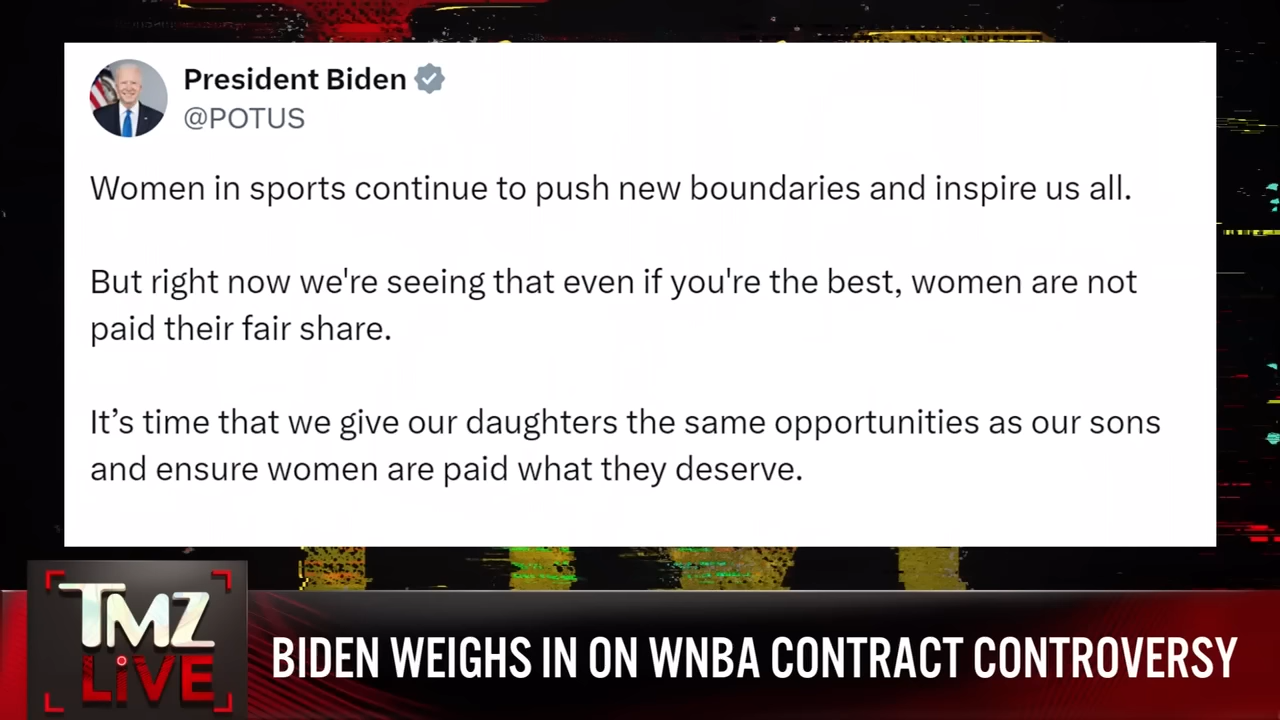 President Biden
@POTUS
Women in sports continue to push new boundaries and inspire us all.
But right now we're seeing that even if you're the best, women are not
paid their fair share.
It’s time that we give our daughters the same opportunities as our sons
and ensure women are paid what they deserve.
TMZ
LiVE
BIDEN WEIGHS IN ON WNBA CONTRACT CONTROVERSY